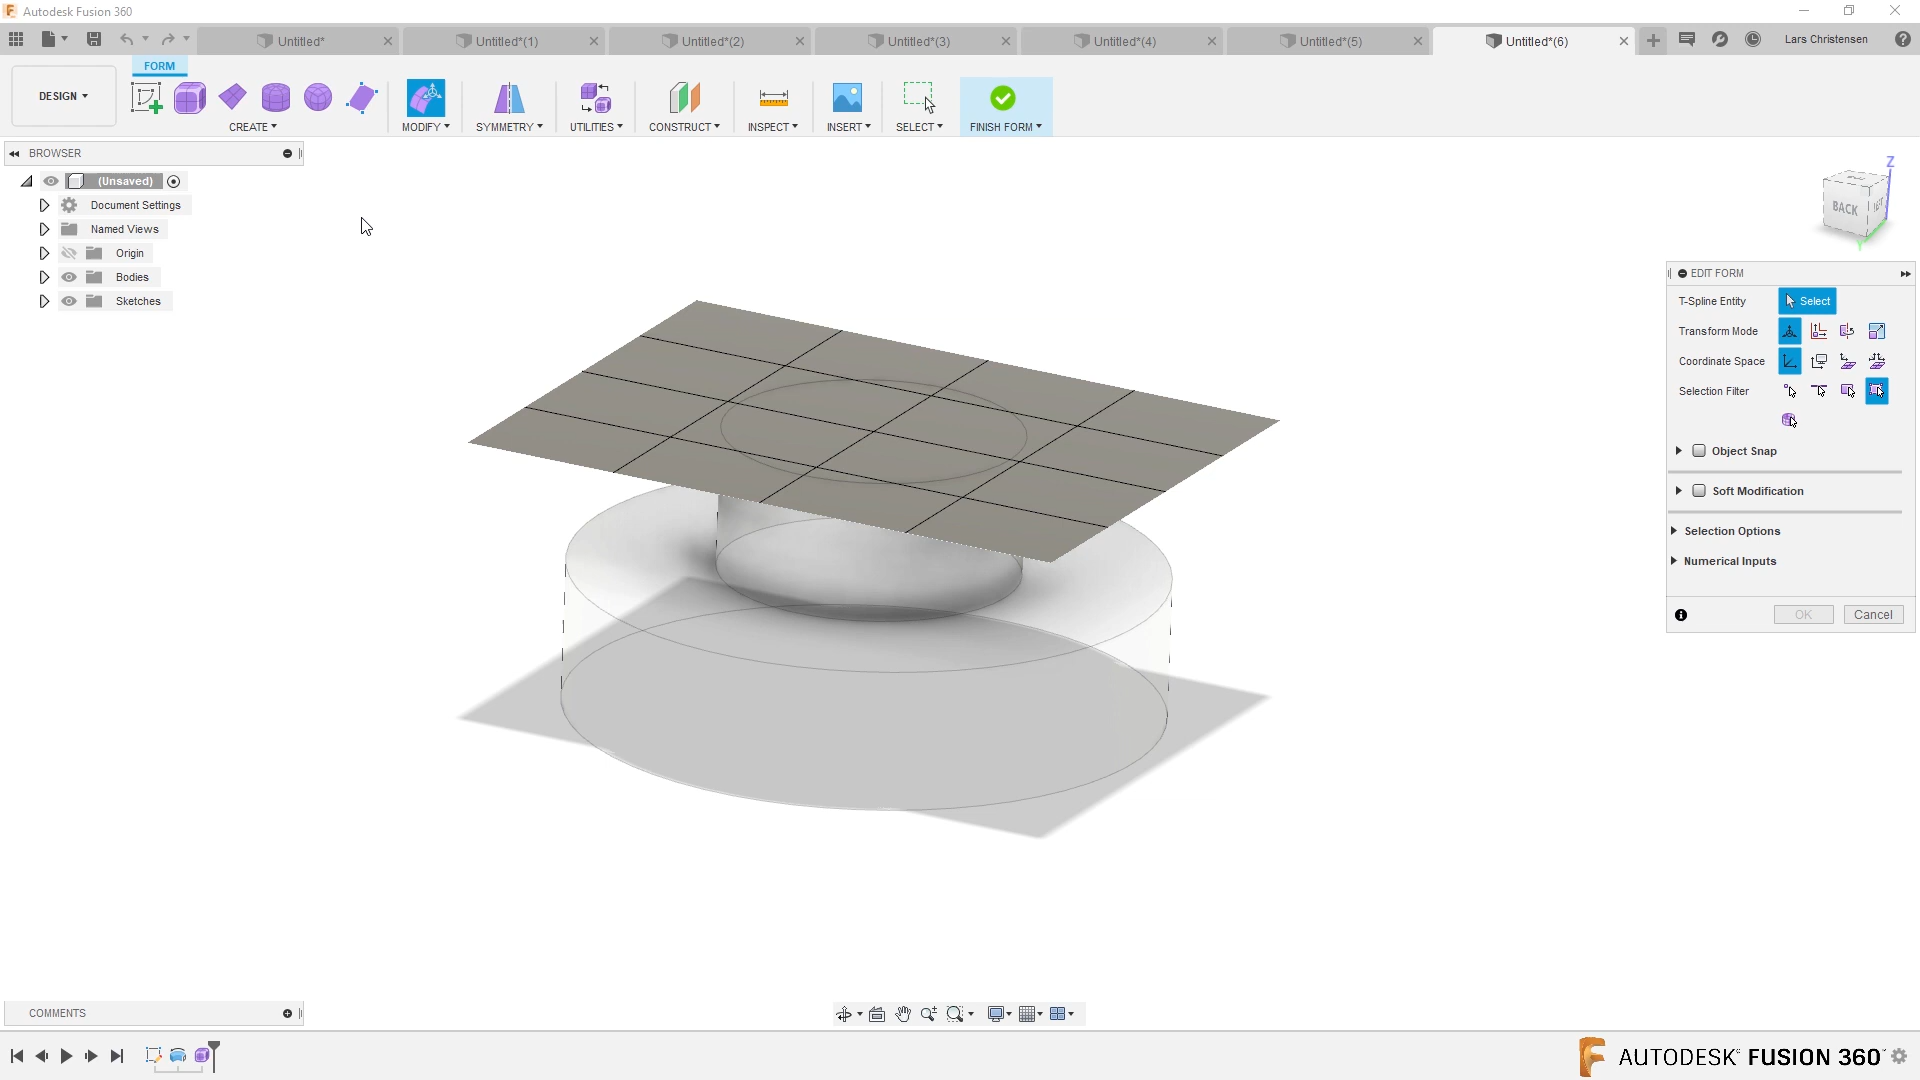 Autodesk Fusion 360
Untitled*
Untitled*(1)
Untitled*(2)
Untitled*(3)
Untitled*(4)
Untitled*(5)
Untitled*(6)
Lars Christensen
FORM
DESIGN
CREATE
MODIFY
SYMMETRY
UTILITIES
CONSTRUCT
INSPECT
INSERT
SELECT
FINISH FORM
BROWSER
(Unsaved)
Document Settings
Named Views
Origin
Bodies
Sketches
Z
BACK
Y
EDIT FORM
T-Spline Entity
Select
Transform Mode
Coordinate Space
Selection Filter
Object Snap
Soft Modification
Selection Options
Numerical Inputs
OK
Cancel
COMMENTS
AUTODESK FUSION 360